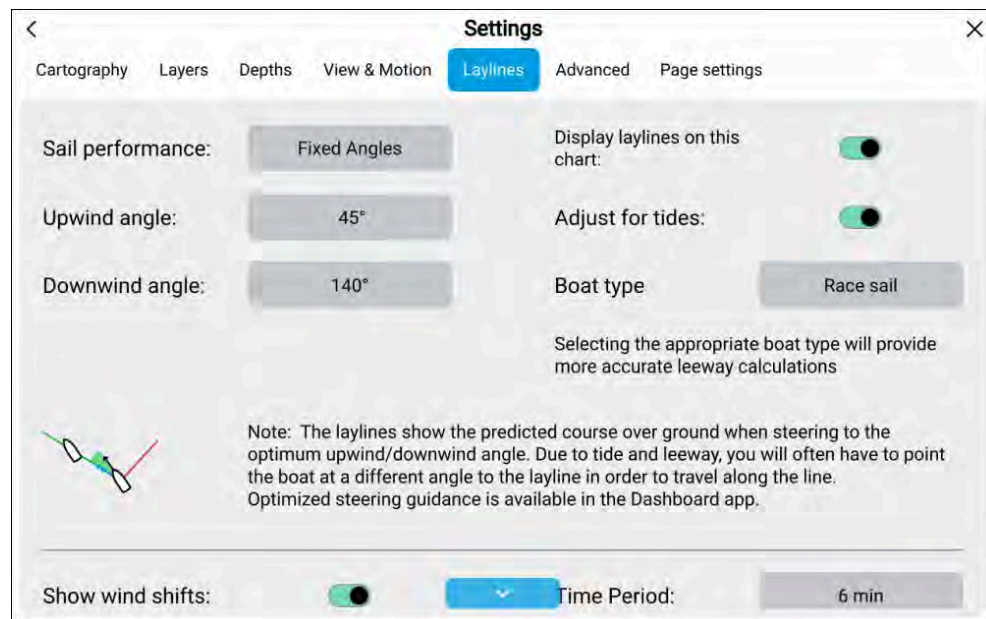 Settings
Cartography Layers Depths View & Motion Laylines Advanced Page settings
Sail performance: Fixed Angles
Display laylines on this
chart:
Upwind angle: 45°
Adjust for tides:
Downwind angle: 140°
Boat type Race sail
Selecting the appropriate boat type will provide
more accurate leeway calculations
Note: The laylines show the predicted course over ground when steering to the
optimum upwind/downwind angle. Due to tide and leeway, you will often have to point
the boat at a different angle to the layline in order to travel along the line.
Optimized steering guidance is available in the Dashboard app.
Show wind shifts:
Time Period: 6 min